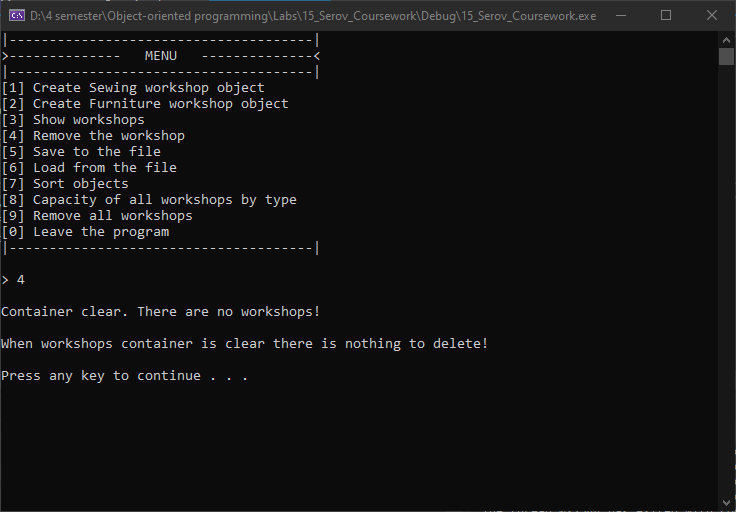 D:\4 semester\Object-oriented programming\Labs\15_Serov_Coursework\Debug\15_Serov_Coursework.exe
|--------------------------------------|
>-------------- MENU --------------<
|--------------------------------------|
[1] Create Sewing workshop object
[2] Create Furniture workshop object
[3] Show workshops
[4] Remove the workshop
[5] Save to the file
[6] Load from the file
[7] Sort objects
[8] Capacity of all workshops by type
[9] Remove all workshops
[0] Leave the program
|--------------------------------------|
> 4
Container clear. There are no workshops!
When workshops container is clear there is nothing to delete!
Press any key to continue . . .